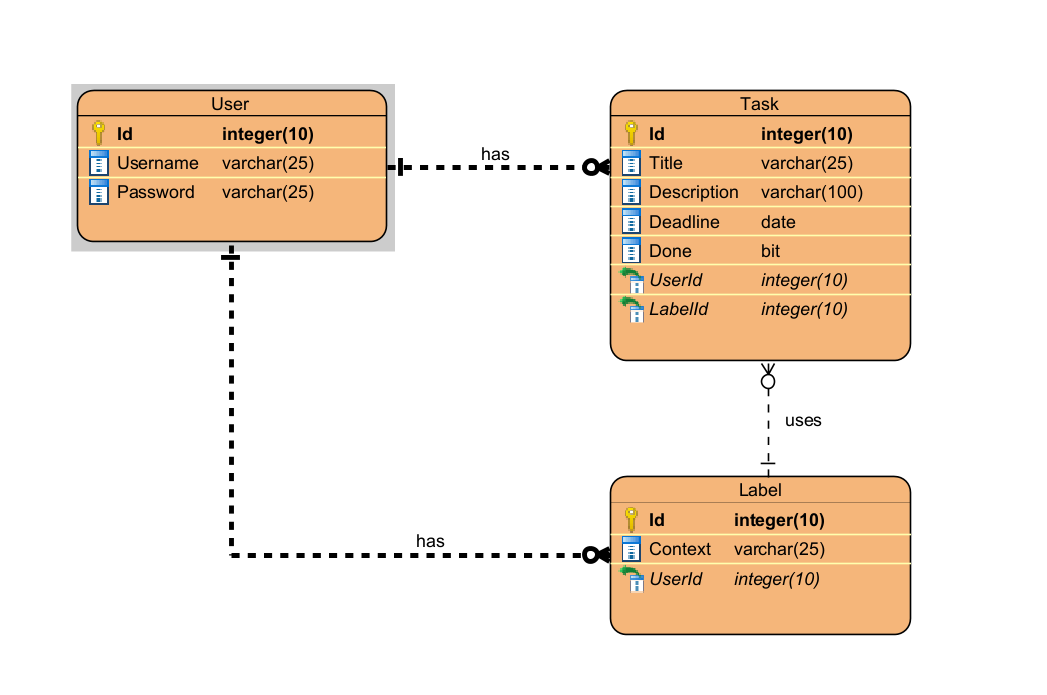 User
Id integer(10)
Username varchar(25)
Password varchar(25)
has
Task
Id integer(10)
Title varchar(25)
Description varchar(100)
Deadline date
Done bit
UserId integer(10)
LabelId integer(10)
uses
has
Label
Id integer(10)
Context varchar(25)
UserId integer(10)